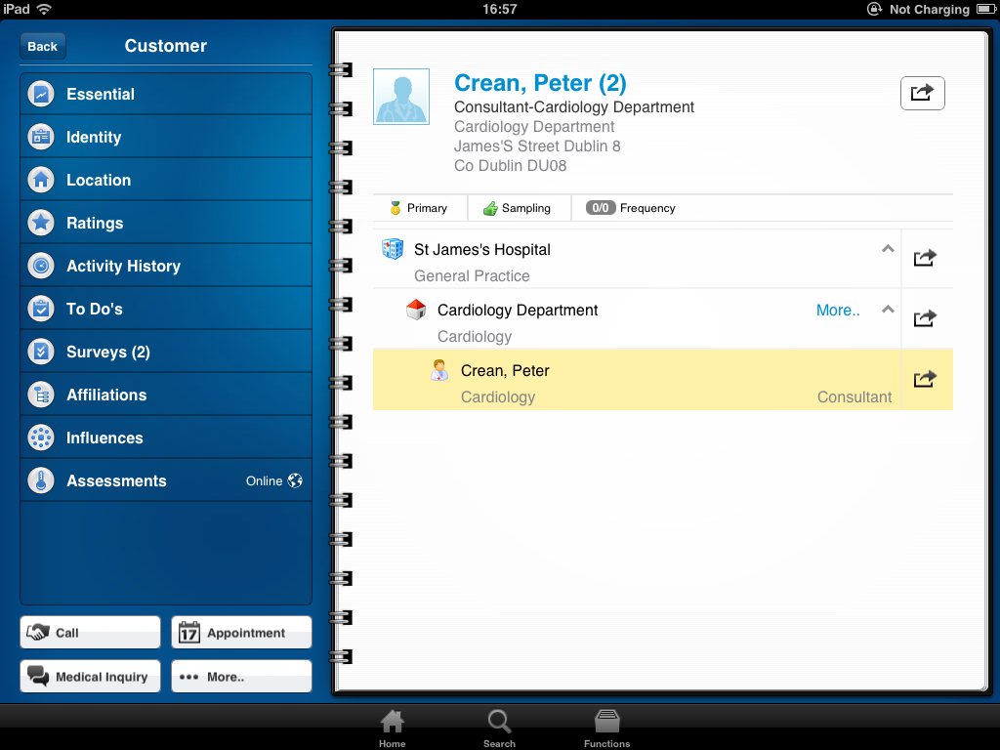 iPad 16:57 Not Charging
Back Customer
Essential
Identity
Location
Ratings
Activity History
To Do's
Surveys (2)
Affiliations
Influences
Assessments Online
Call
17 Appointment
Medical Inquiry
More..
Crean, Peter (2)
Consultant-Cardiology Department
Cardiology Department
James'S Street Dublin 8
Co Dublin DU08
Primary Sampling 0/0 Frequency
St James's Hospital
General Practice
Cardiology Department More..
Cardiology
Crean, Peter
Cardiology Consultant
Home Search Functions